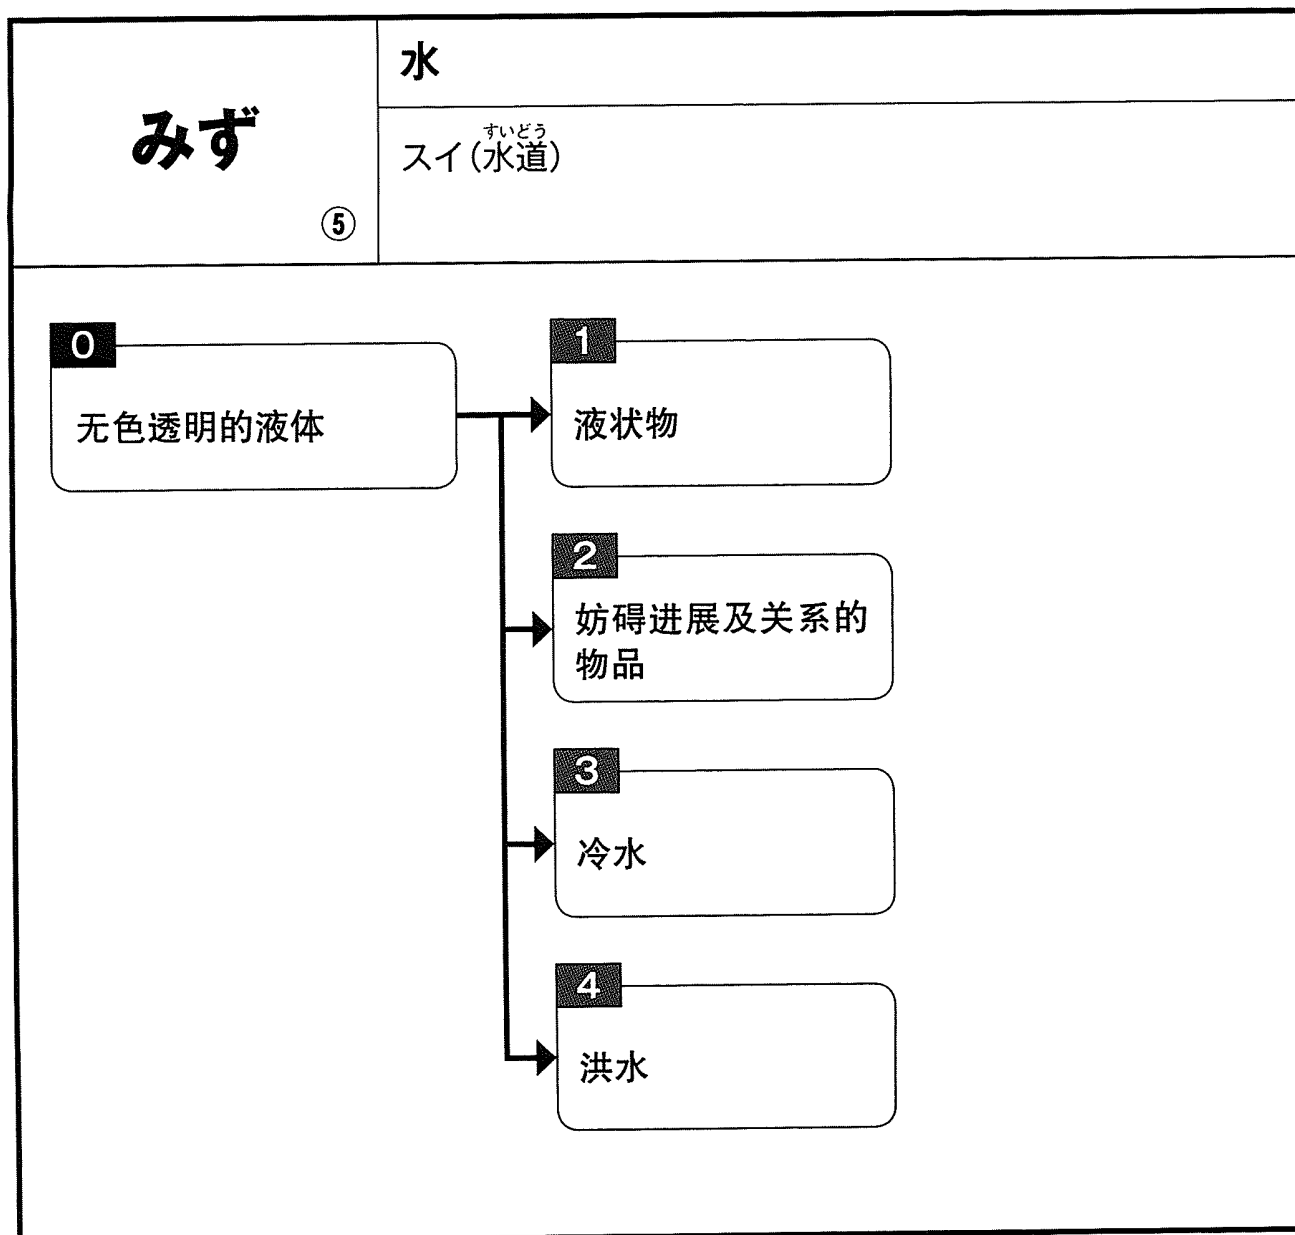 みず
⑤
水
すいどう
スイ(水道)
0
无色透明的液体
1
液状物
2
妨碍进展及关系的
物品
3
冷水
4
洪水